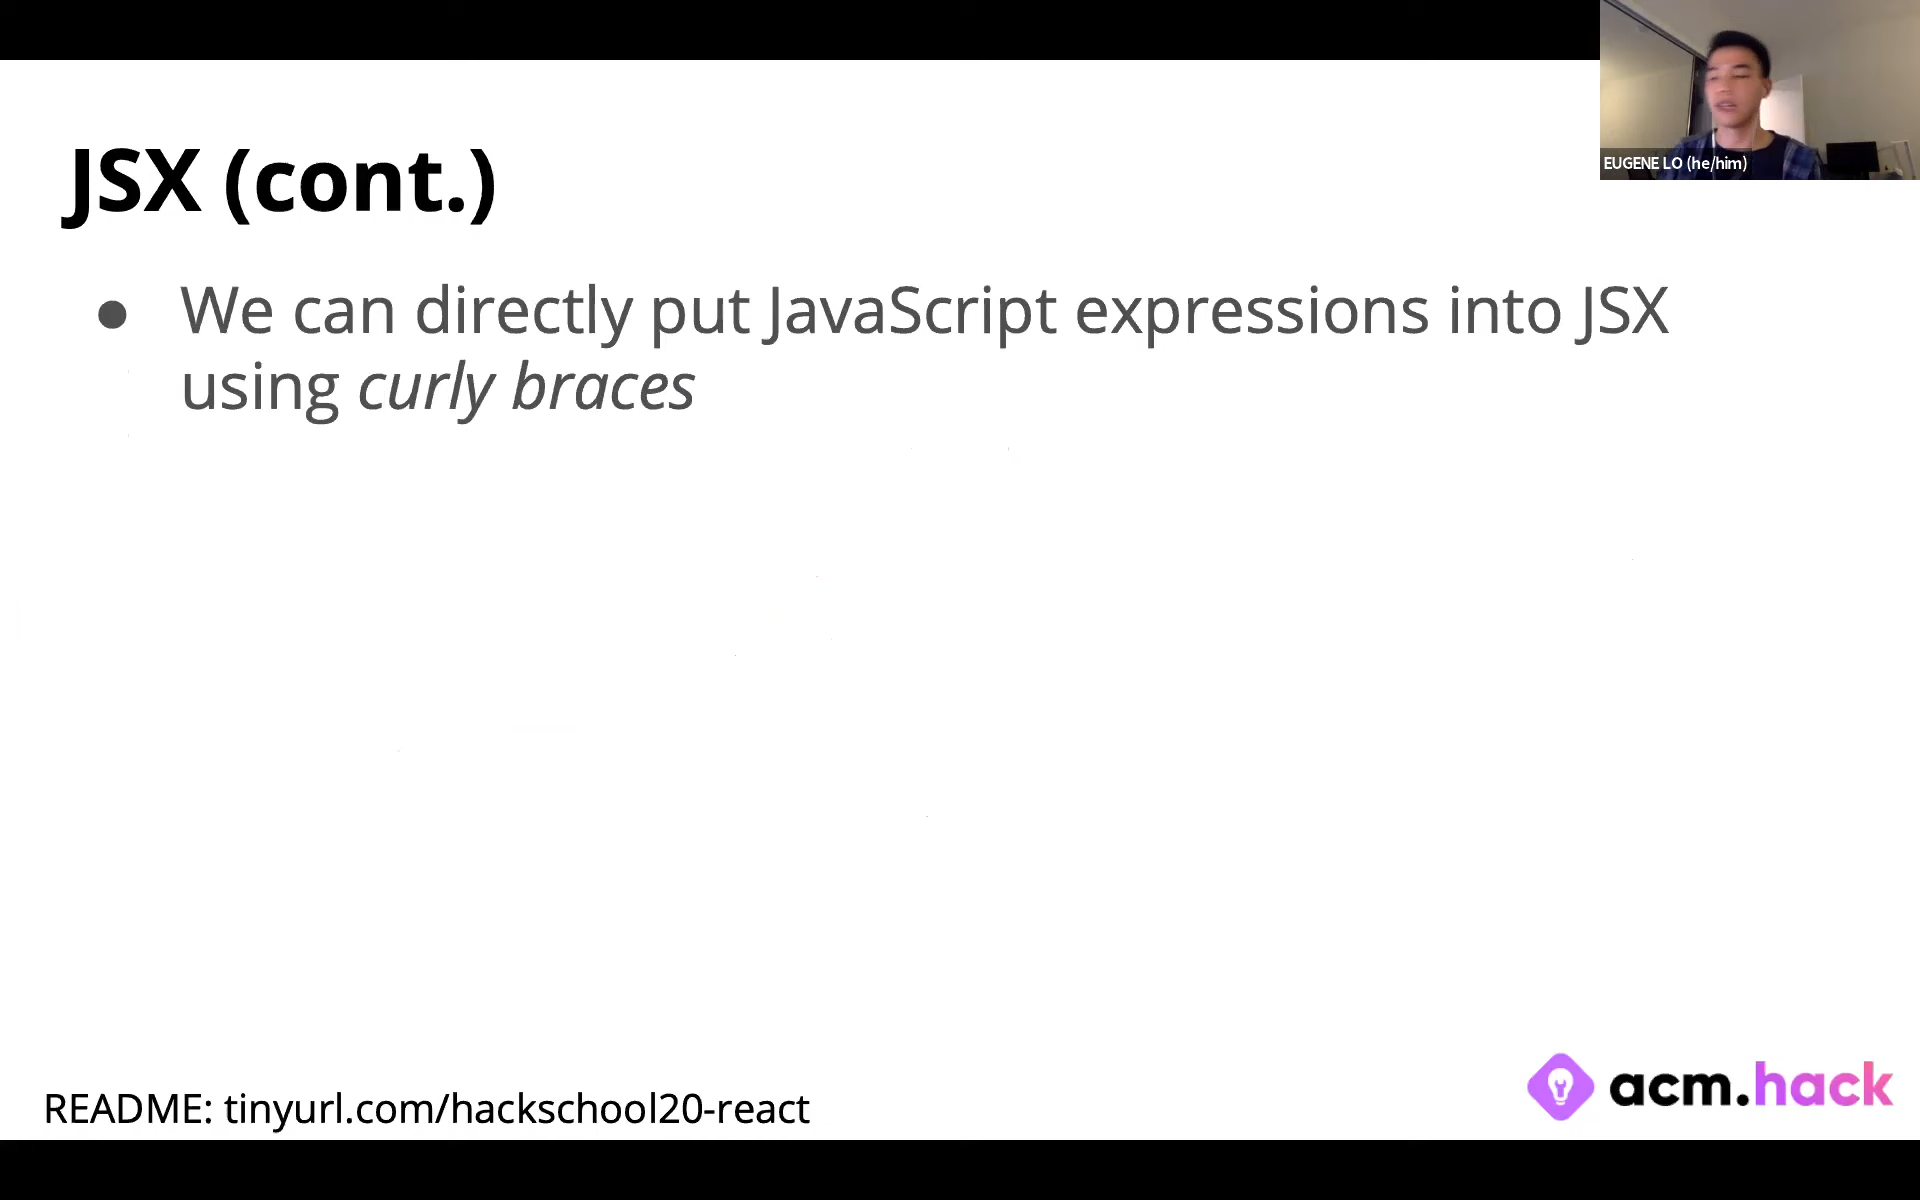 EUGENE LO (he/him)
JSX (cont.)
● We can directly put JavaScript expressions into JSX
using curly braces
README: tinyurl.com/hackschool20-react
acm.hack